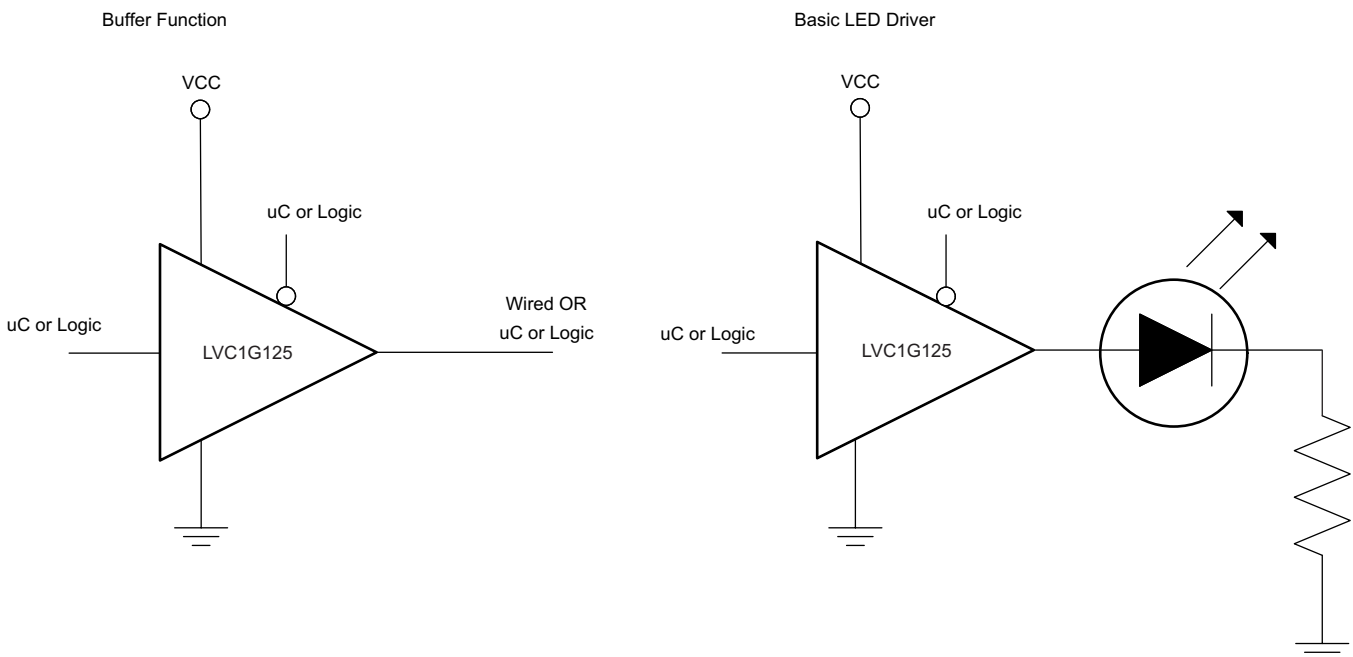 Buffer Function
VCC
uC or Logic
uC or Logic
LVC1G125
Wired OR
uC or Logic
Basic LED Driver
VCC
uC or Logic
uC or Logic
LVC1G125